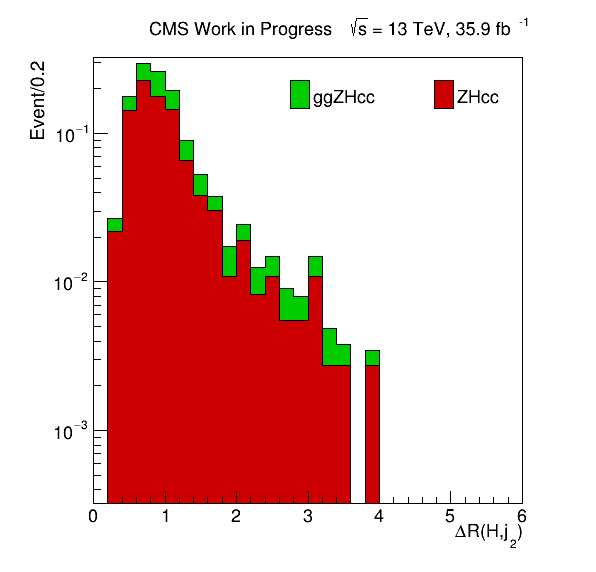 CMS Work in Progress √s = 13 TeV, 35.9 fb ⁻¹
Event/0.2
ggZHcc
ZHcc
10⁻¹
10⁻²
10⁻³
0 1 2 3 4 5 6
ΔR(H,j₂)